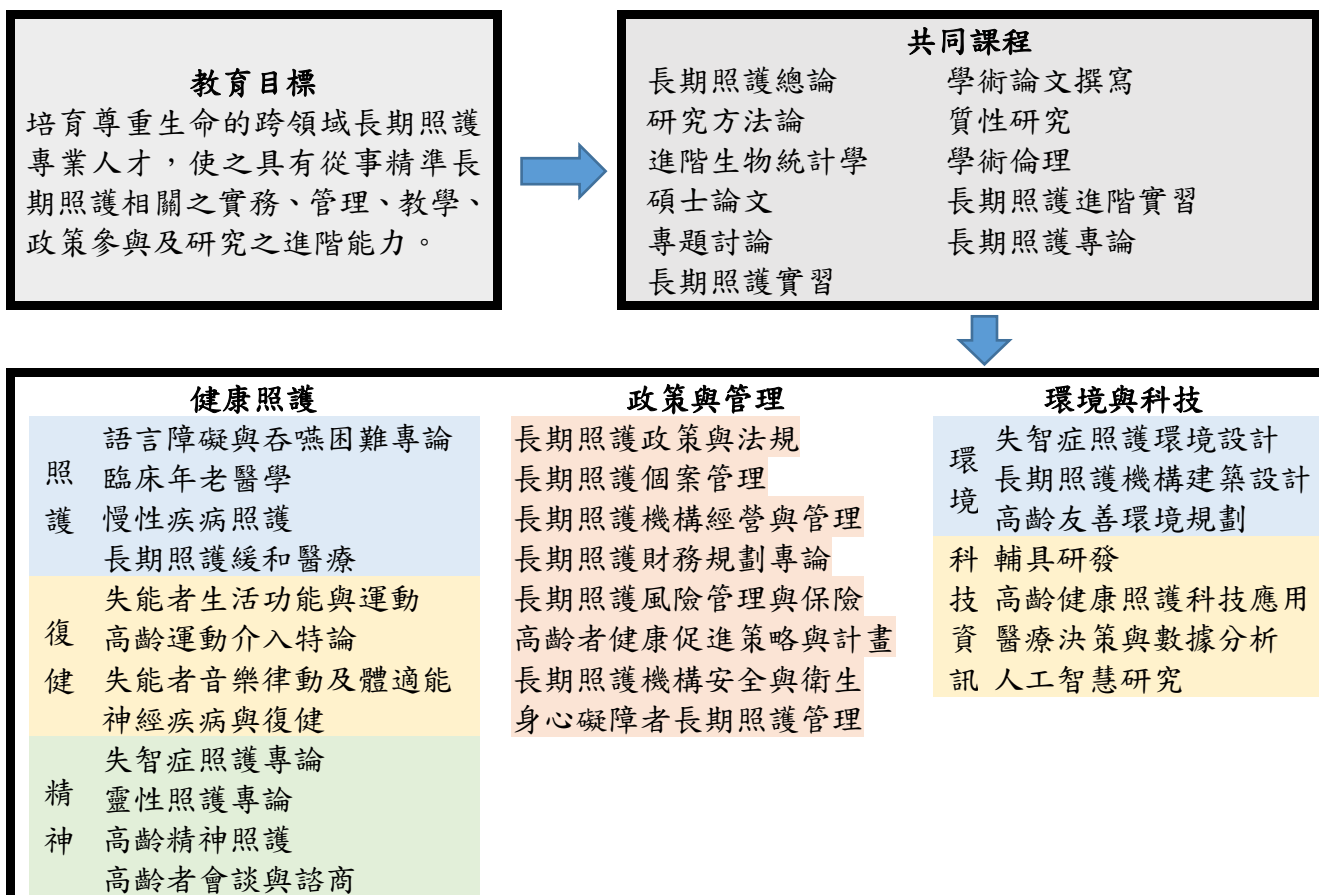 教育目標
培育尊重生命的跨領域長期照護
專業人才，使之具有從事精準長
期照護相關之實務、管理、教學、
政策參與及研究之進階能力。
共同課程
長期照護總論
研究方法論
進階生物統計學
碩士論文
專題討論
長期照護實習
學術論文撰寫
質性研究
學術倫理
長期照護進階實習
長期照護專論
健康照護
照護
語言障礙與吞嚥困難專論
臨床年老醫學
慢性疾病照護
長期照護緩和醫療
復健
失能者生活功能與運動
高齡運動介入特論
失能者音樂律動及體適能
神經疾病與復健
精神
失智症照護專論
靈性照護專論
高齡精神照護
高齡者會談與諮商
政策與管理
長期照護政策與法規
長期照護個案管理
長期照護機構經營與管理
長期照護財務規劃專論
長期照護風險管理與保險
高齡者健康促進策略與計畫
長期照護機構安全與衛生
身心礙障者長期照護管理
環境與科技
環境
失智症照護環境設計
長期照護機構建築設計
高齡友善環境規劃
科技資訊
輔具研發
高齡健康照護科技應用
醫療決策與數據分析
人工智慧研究